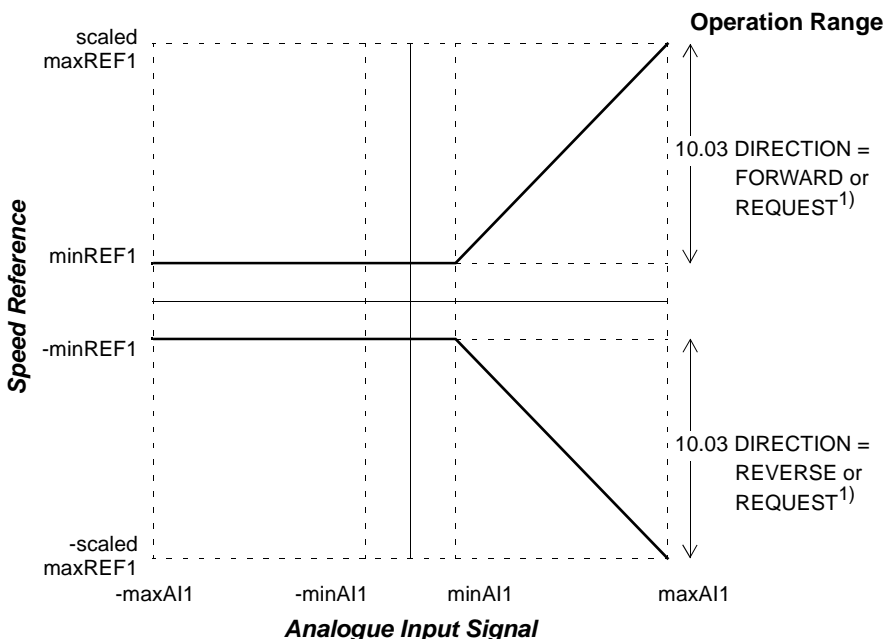 Operation Range
scaled
maxREF1
10.03 DIRECTION =
FORWARD or
REQUEST1)
Speed Reference
minREF1
-minREF1
10.03 DIRECTION =
REVERSE or
REQUEST1)
-scaled
maxREF1
-maxAI1
-minAI1
minAI1
maxAI1
Analogue Input Signal